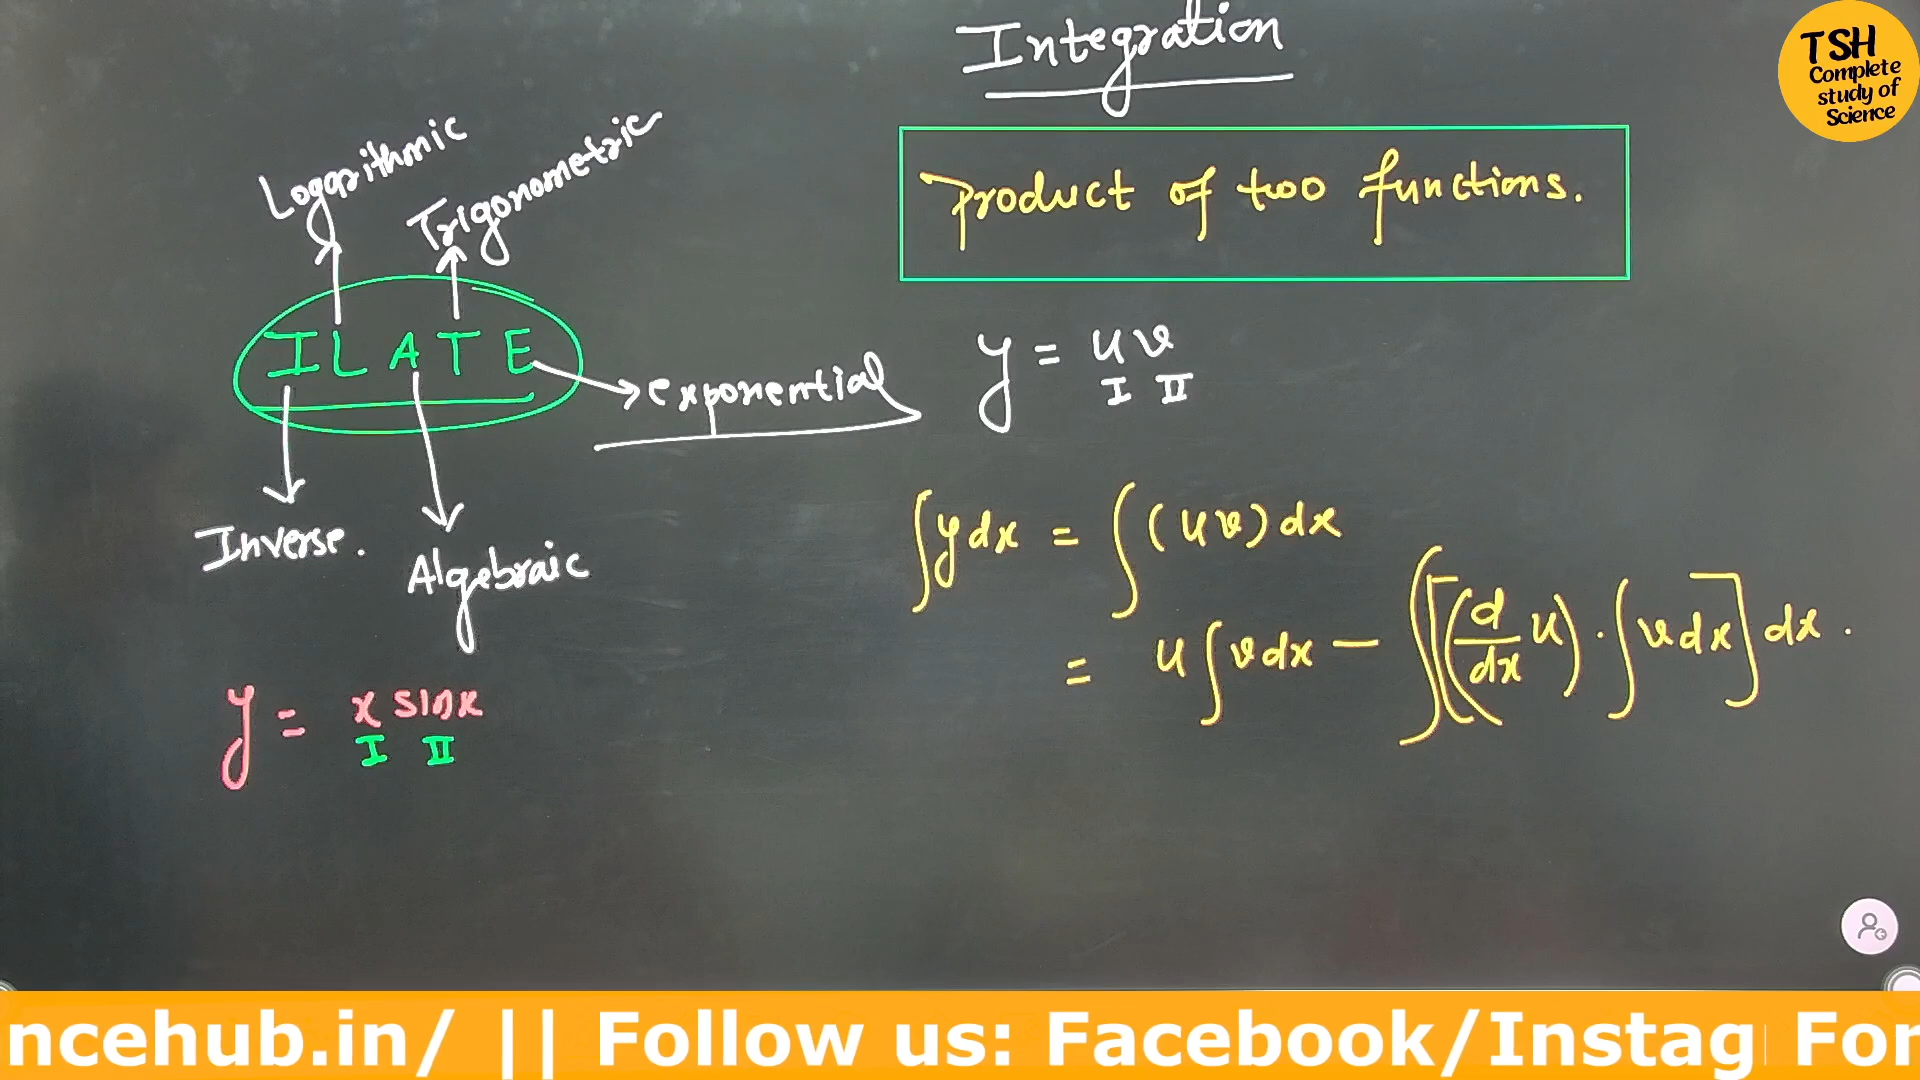 Integration
TSH
Complete
study of
Science
Product of two functions.
Logarithmic
Trigonometric
ILATE
exponential
Inverse.
Algebraic
y = x sinx
I II
y = uv
I II
∫y dx = ∫(uv) dx
= u∫v dx − ∫[(d/dx u) · ∫v dx] dx .
ncehub.in/ || Follow us: Facebook/Instag For